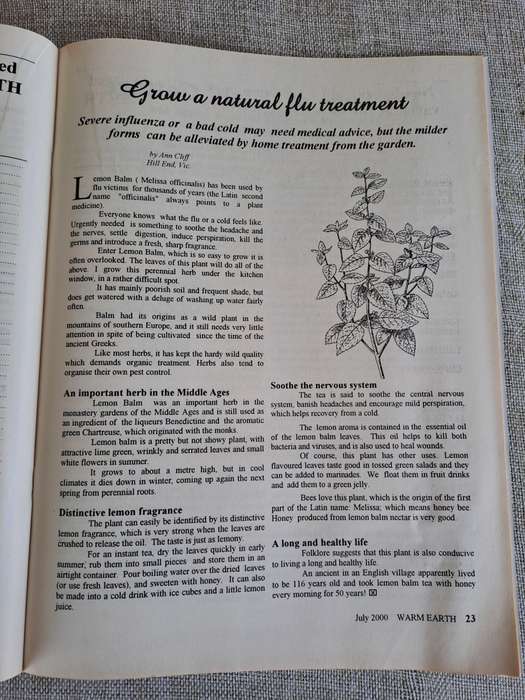 ed
TH
Grow a natural flu treatment
Severe influenza or a bad cold may need medical advice, but the milder
forms can be alleviated by home treatment from the garden.
by Ann Cliff
Hill End, Vic.
Lemon Balm ( Melissa officinalis) has been used by
flu victims for thousands of years (the Latin second
name "officinalis" always points to a plant
medicine).
Everyone knows what the flu or a cold feels like.
Urgently needed is something to soothe the headache and
the nerves, settle digestion, induce perspiration, kill the
germs and introduce a fresh, sharp fragrance.
Enter Lemon Balm, which is so easy to grow it is
often overlooked. The leaves of this plant will do all of the
above. I grow this perennial herb under the kitchen
window, in a rather difficult spot.
It has mainly poorish soil and frequent shade, but
does get watered with a deluge of washing up water fairly
often.
Balm had its origins as a wild plant in the
mountains of southern Europe, and it still needs very little
attention in spite of being cultivated since the time of the
ancient Greeks.
Like most herbs, it has kept the hardy wild quality
which demands organic treatment. Herbs also tend to
organise their own pest control.
An important herb in the Middle Ages
Lemon Balm was an important herb in the
monastery gardens of the Middle Ages and is still used as
an ingredient of the liqueurs Benedictine and the aromatic
green Chartreuse, which originated with the monks.
Lemon balm is a pretty but not showy plant, with
attractive lime green, wrinkly and serrated leaves and small
white flowers in summer.
It grows to about a metre high, but in cool
climates it dies down in winter, coming up again the next
spring from perennial roots.
Distinctive lemon fragrance
The plant can easily be identified by its distinctive
lemon fragrance, which is very strong when the leaves are
crushed to release the oil. The taste is just as lemony.
For an instant tea, dry the leaves quickly in early
summer, rub them into small pieces and store them in an
airtight container. Pour boiling water over the dried leaves
(or use fresh leaves), and sweeten with honey. It can also
be made into a cold drink with ice cubes and a little lemon
juice.
Soothe the nervous system
The tea is said to soothe the central nervous
system, banish headaches and encourage mild perspiration,
which helps recovery from a cold.
The lemon aroma is contained in the essential oil
of the lemon balm leaves. This oil helps to kill both
bacteria and viruses, and is also used to heal wounds.
Of course, this plant has other uses. Lemon
flavoured leaves taste good in tossed green salads and they
can be added to marinades. We float them in fruit drinks
and add them to a green jelly.
Bees love this plant, which is the origin of the first
part of the Latin name. Melissa, which means honey bee.
Honey produced from lemon balm nectar is very good.
A long and healthy life
Folklore suggests that this plant is also conducive
to living a long and healthy life.
An ancient in an English village apparently lived
to be 116 years old and took lemon balm tea with honey
every morning for 50 years! ☒
July 2000 WARM EARTH 23